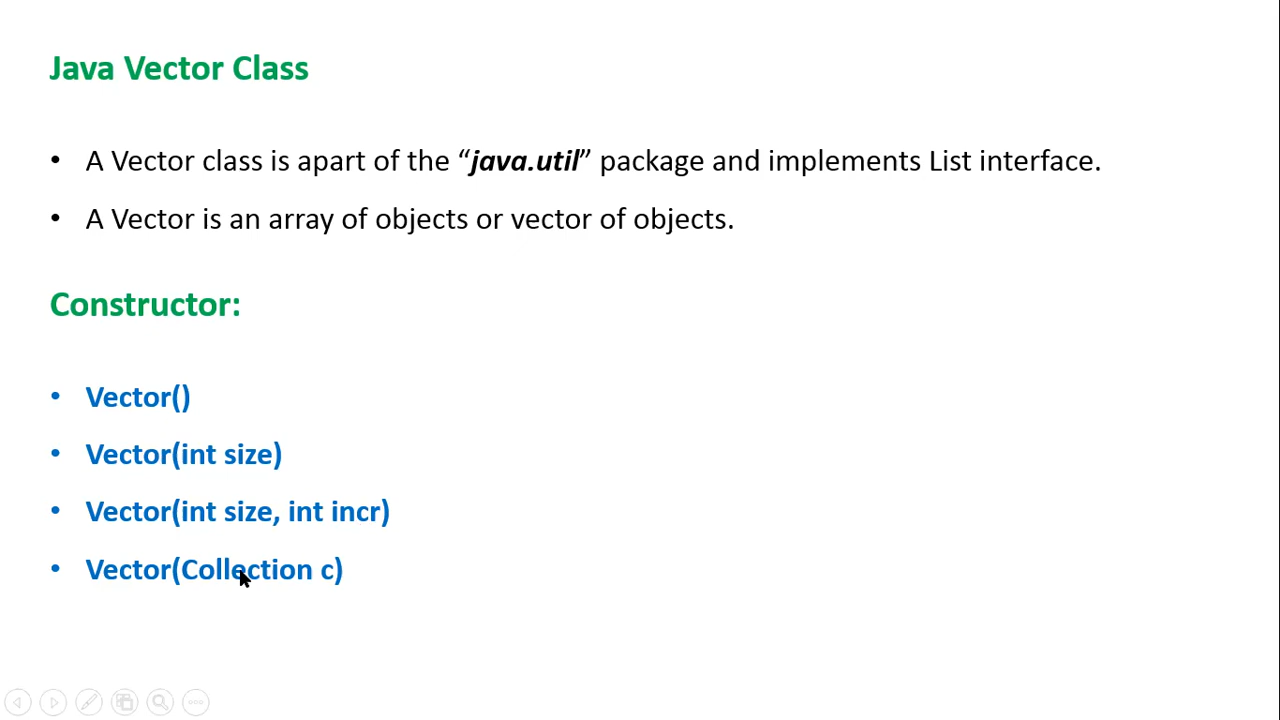 Java Vector Class
• A Vector class is apart of the “java.util” package and implements List interface.
• A Vector is an array of objects or vector of objects.
Constructor:
• Vector()
• Vector(int size)
• Vector(int size, int incr)
• Vector(Collection c)